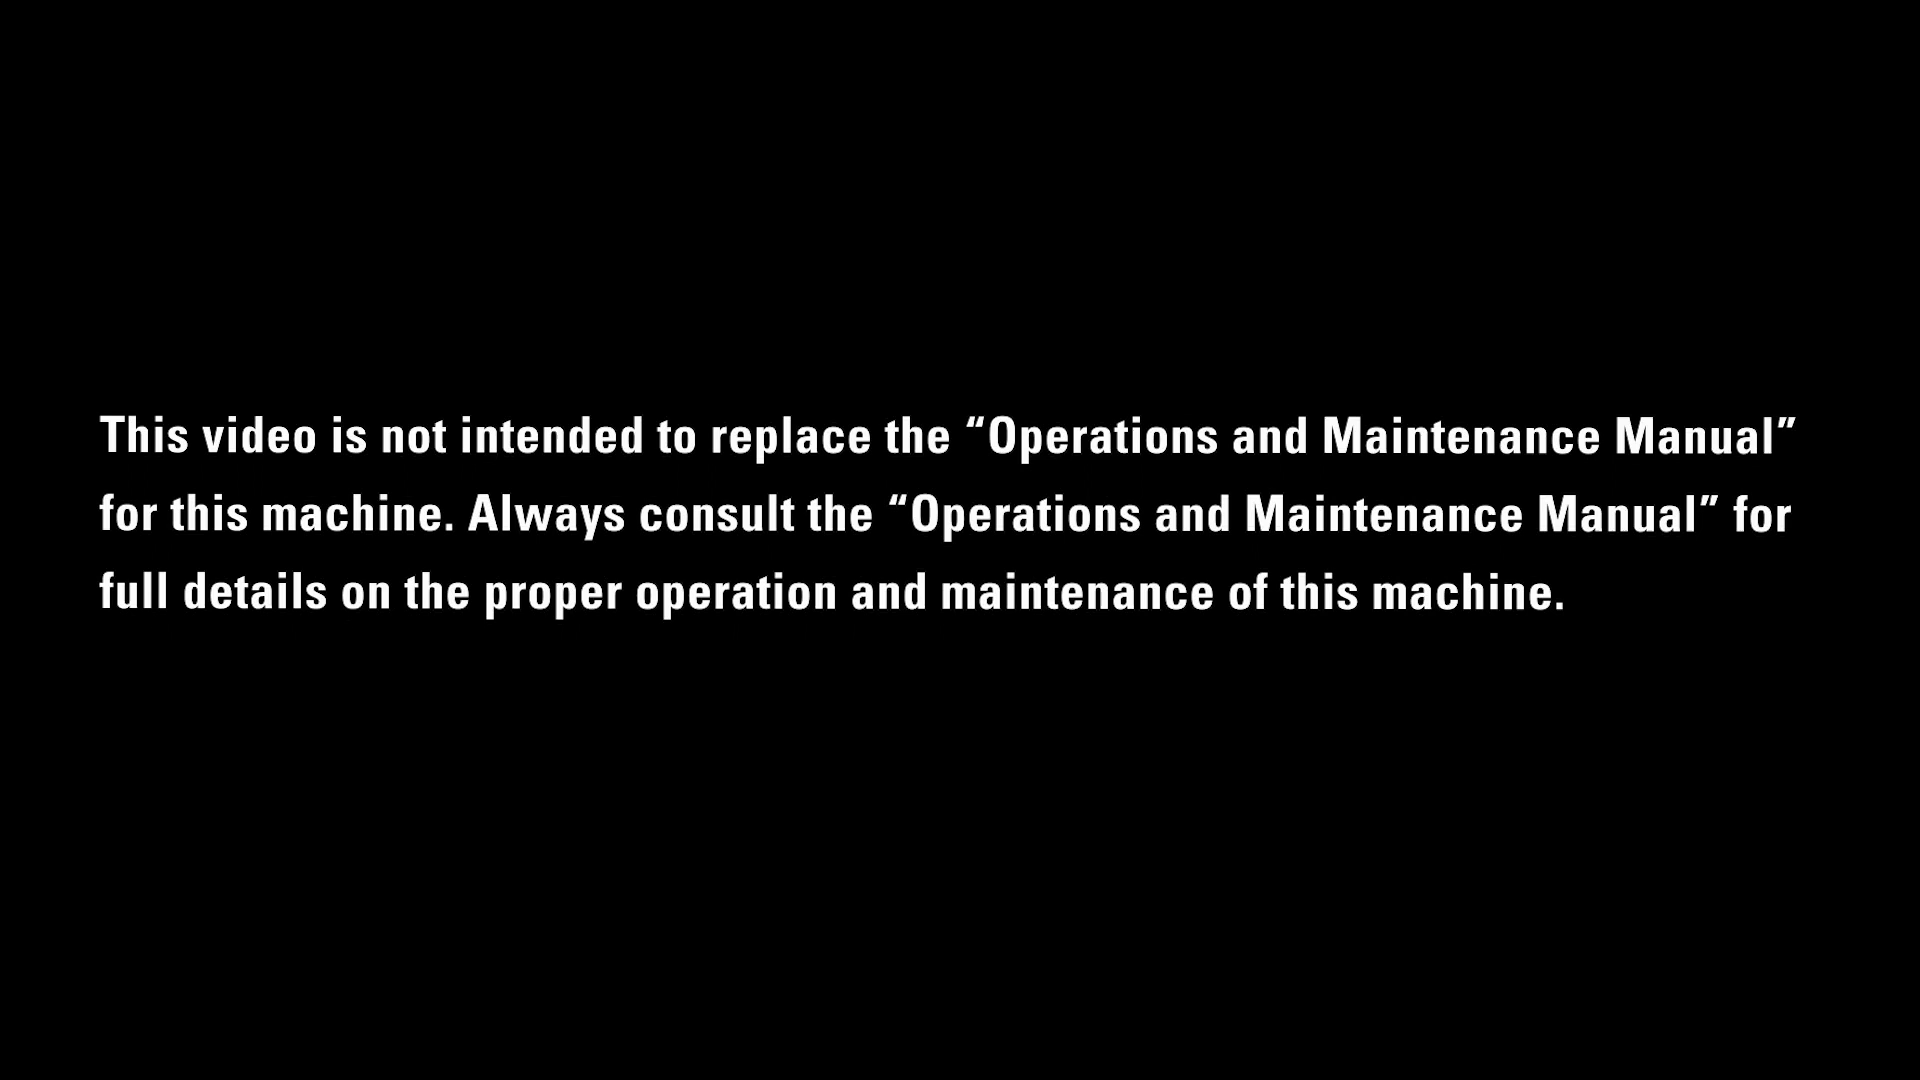 This video is not intended to replace the “Operations and Maintenance Manual”
for this machine. Always consult the “Operations and Maintenance Manual” for
full details on the proper operation and maintenance of this machine.